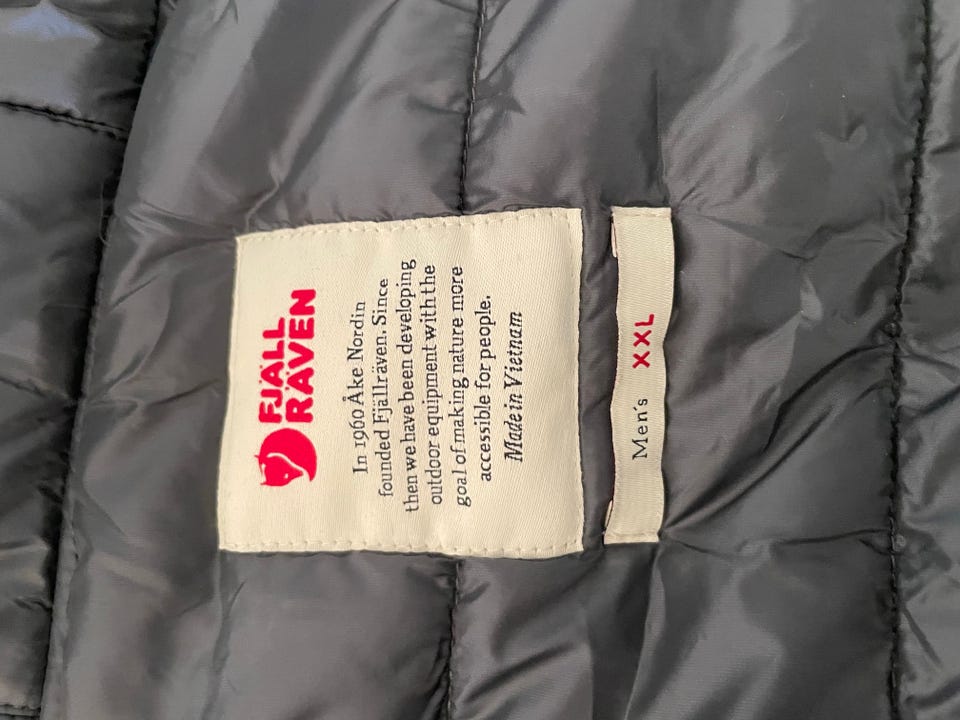 FJÄLL
RÄVEN
In 1960 Åke Nordin
founded Fjällräven. Since
then we have been developing
outdoor equipment with the
goal of making nature more
accessible for people.
Made in Vietnam
Men's XXL